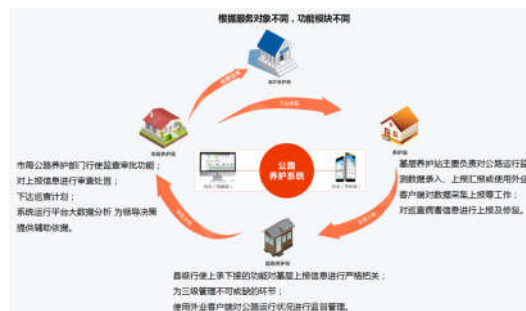 根据服务对象不同，功能模块不同
养护站
公路
养护系统
市局公路养护部门行使监查审批功能；
对上报信息进行审查处置；
下达巡查计划；
系统运行平台大数据分析 为领导决策
提供辅助依据。
基层养护站主要负责对公路运行监
测数据录入、上报汇报或使用外业
客户端对数据采集上报等工作；
对巡查病害信息进行上报及修复。
县级行使上承下接的功能对基层上报信息进行严格把关；
为三级管理不可或缺的环节；
使用外业客户端对公路运行状况进行监督管理。